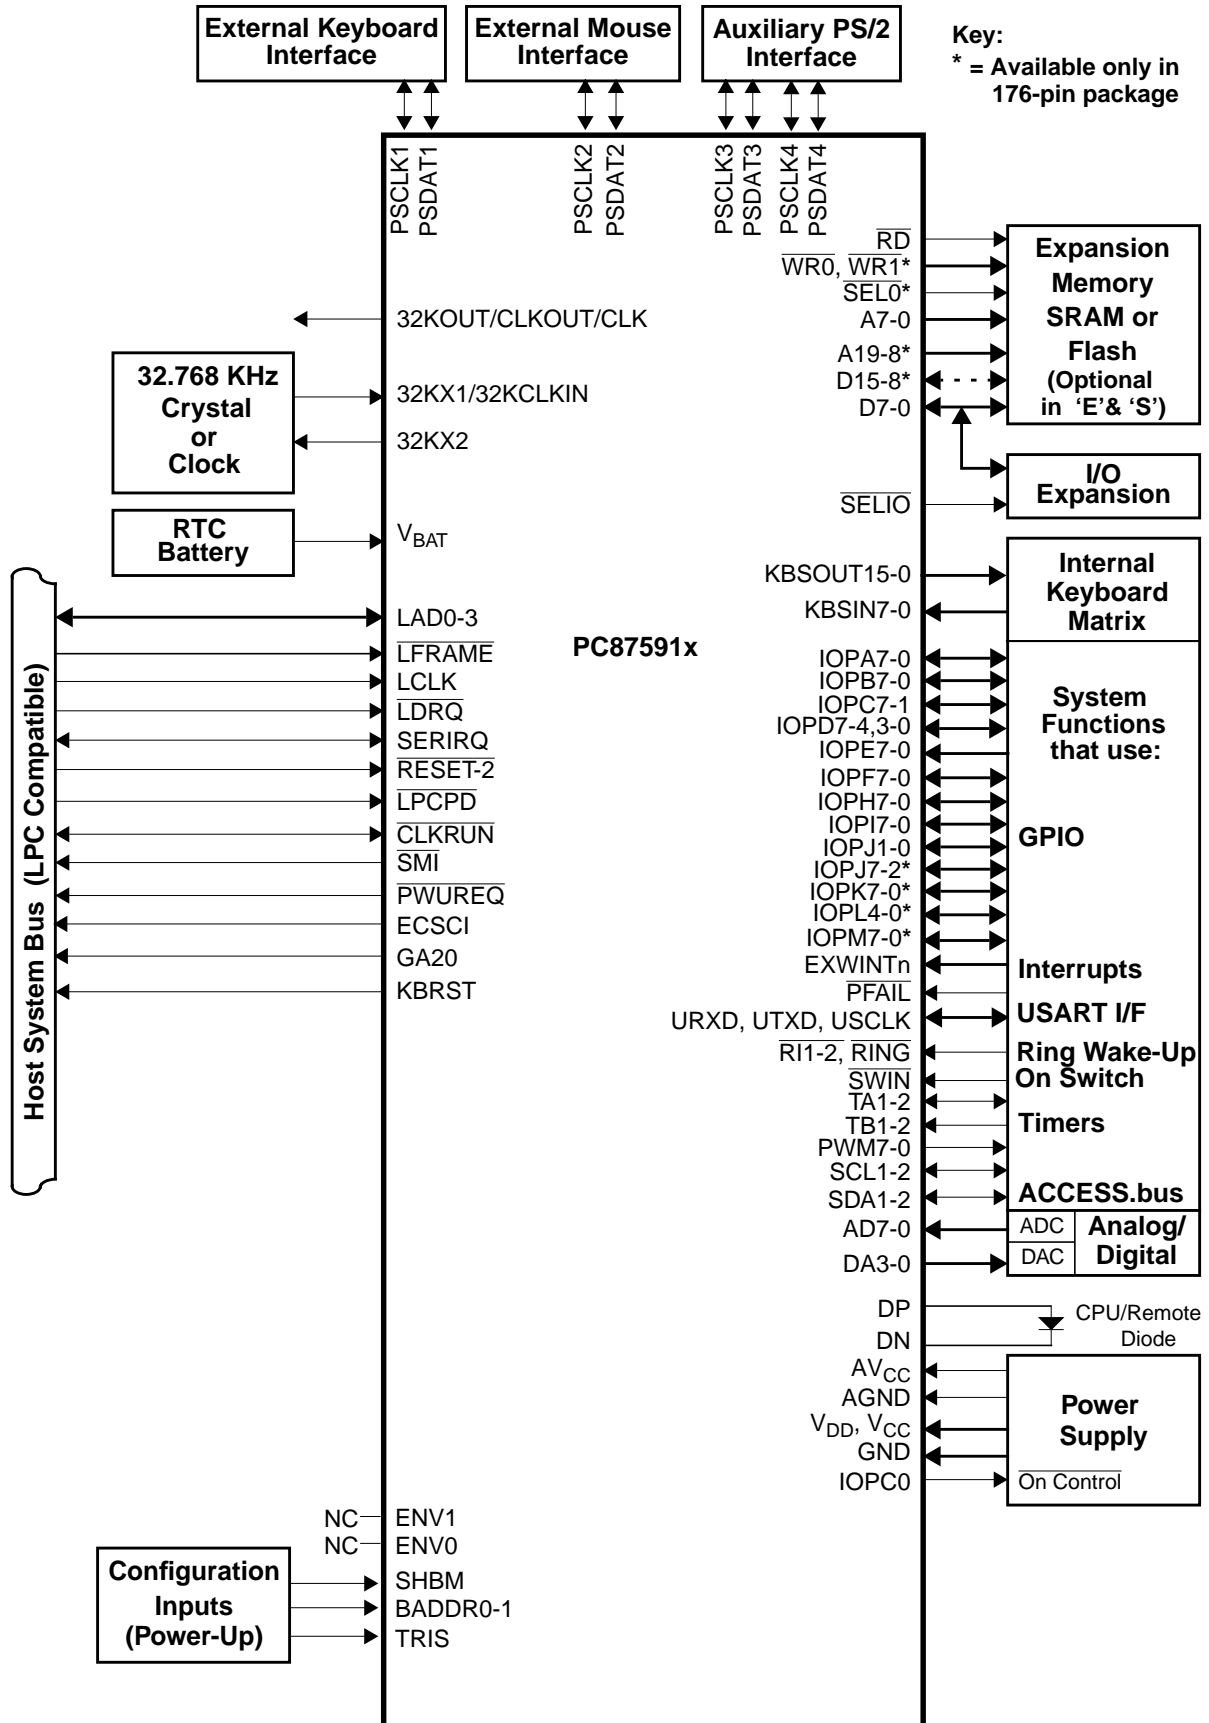 External Keyboard
Interface
External Mouse
Interface
Auxiliary PS/2
Interface
Key:
* = Available only in
176-pin package
PSCLK1
PSDAT1
PSCLK2
PSDAT2
PSCLK3
PSDAT3
PSCLK4
PSDAT4
32KOUT/CLKOUT/CLK
32.768 KHz
Crystal
or
Clock
32KX1/32KCLKIN
32KX2
RTC
Battery
VBAT
Host System Bus (LPC Compatible)
LAD0-3
LFRAME
LCLK
LDRQ
SERIRQ
RESET-2
LPCPD
CLKRUN
SMI
PWUREQ
ECSCI
GA20
KBRST
PC87591x
NC
ENV1
NC
ENV0
Configuration
Inputs
(Power-Up)
SHBM
BADDR0-1
TRIS
RD
WR0, WR1*
SEL0*
A7-0
A19-8*
D15-8*
D7-0
Expansion
Memory
SRAM or
Flash
(Optional
in 'E'& 'S')
SELIO
I/O
Expansion
KBSOUT15-0
KBSIN7-0
Internal
Keyboard
Matrix
IOPA7-0
IOPB7-0
IOPC7-1
IOPD7-4,3-0
IOPE7-0
IOPF7-0
IOPH7-0
IOPI7-0
IOPJ1-0
IOPJ7-2*
IOPK7-0*
IOPL4-0*
IOPM7-0*
EXWINTn
PFAIL
URXD, UTXD, USCLK
RI1-2, RING
SWIN
TA1-2
TB1-2
PWM7-0
SCL1-2
SDA1-2
AD7-0
DA3-0
System
Functions
that use:
GPIO
Interrupts
USART I/F
Ring Wake-Up
On Switch
Timers
ACCESS.bus
ADC
DAC
Analog/
Digital
DP
DN
CPU/Remote
Diode
AVCC
AGND
VDD, VCC
GND
IOPC0
Power
Supply
On Control